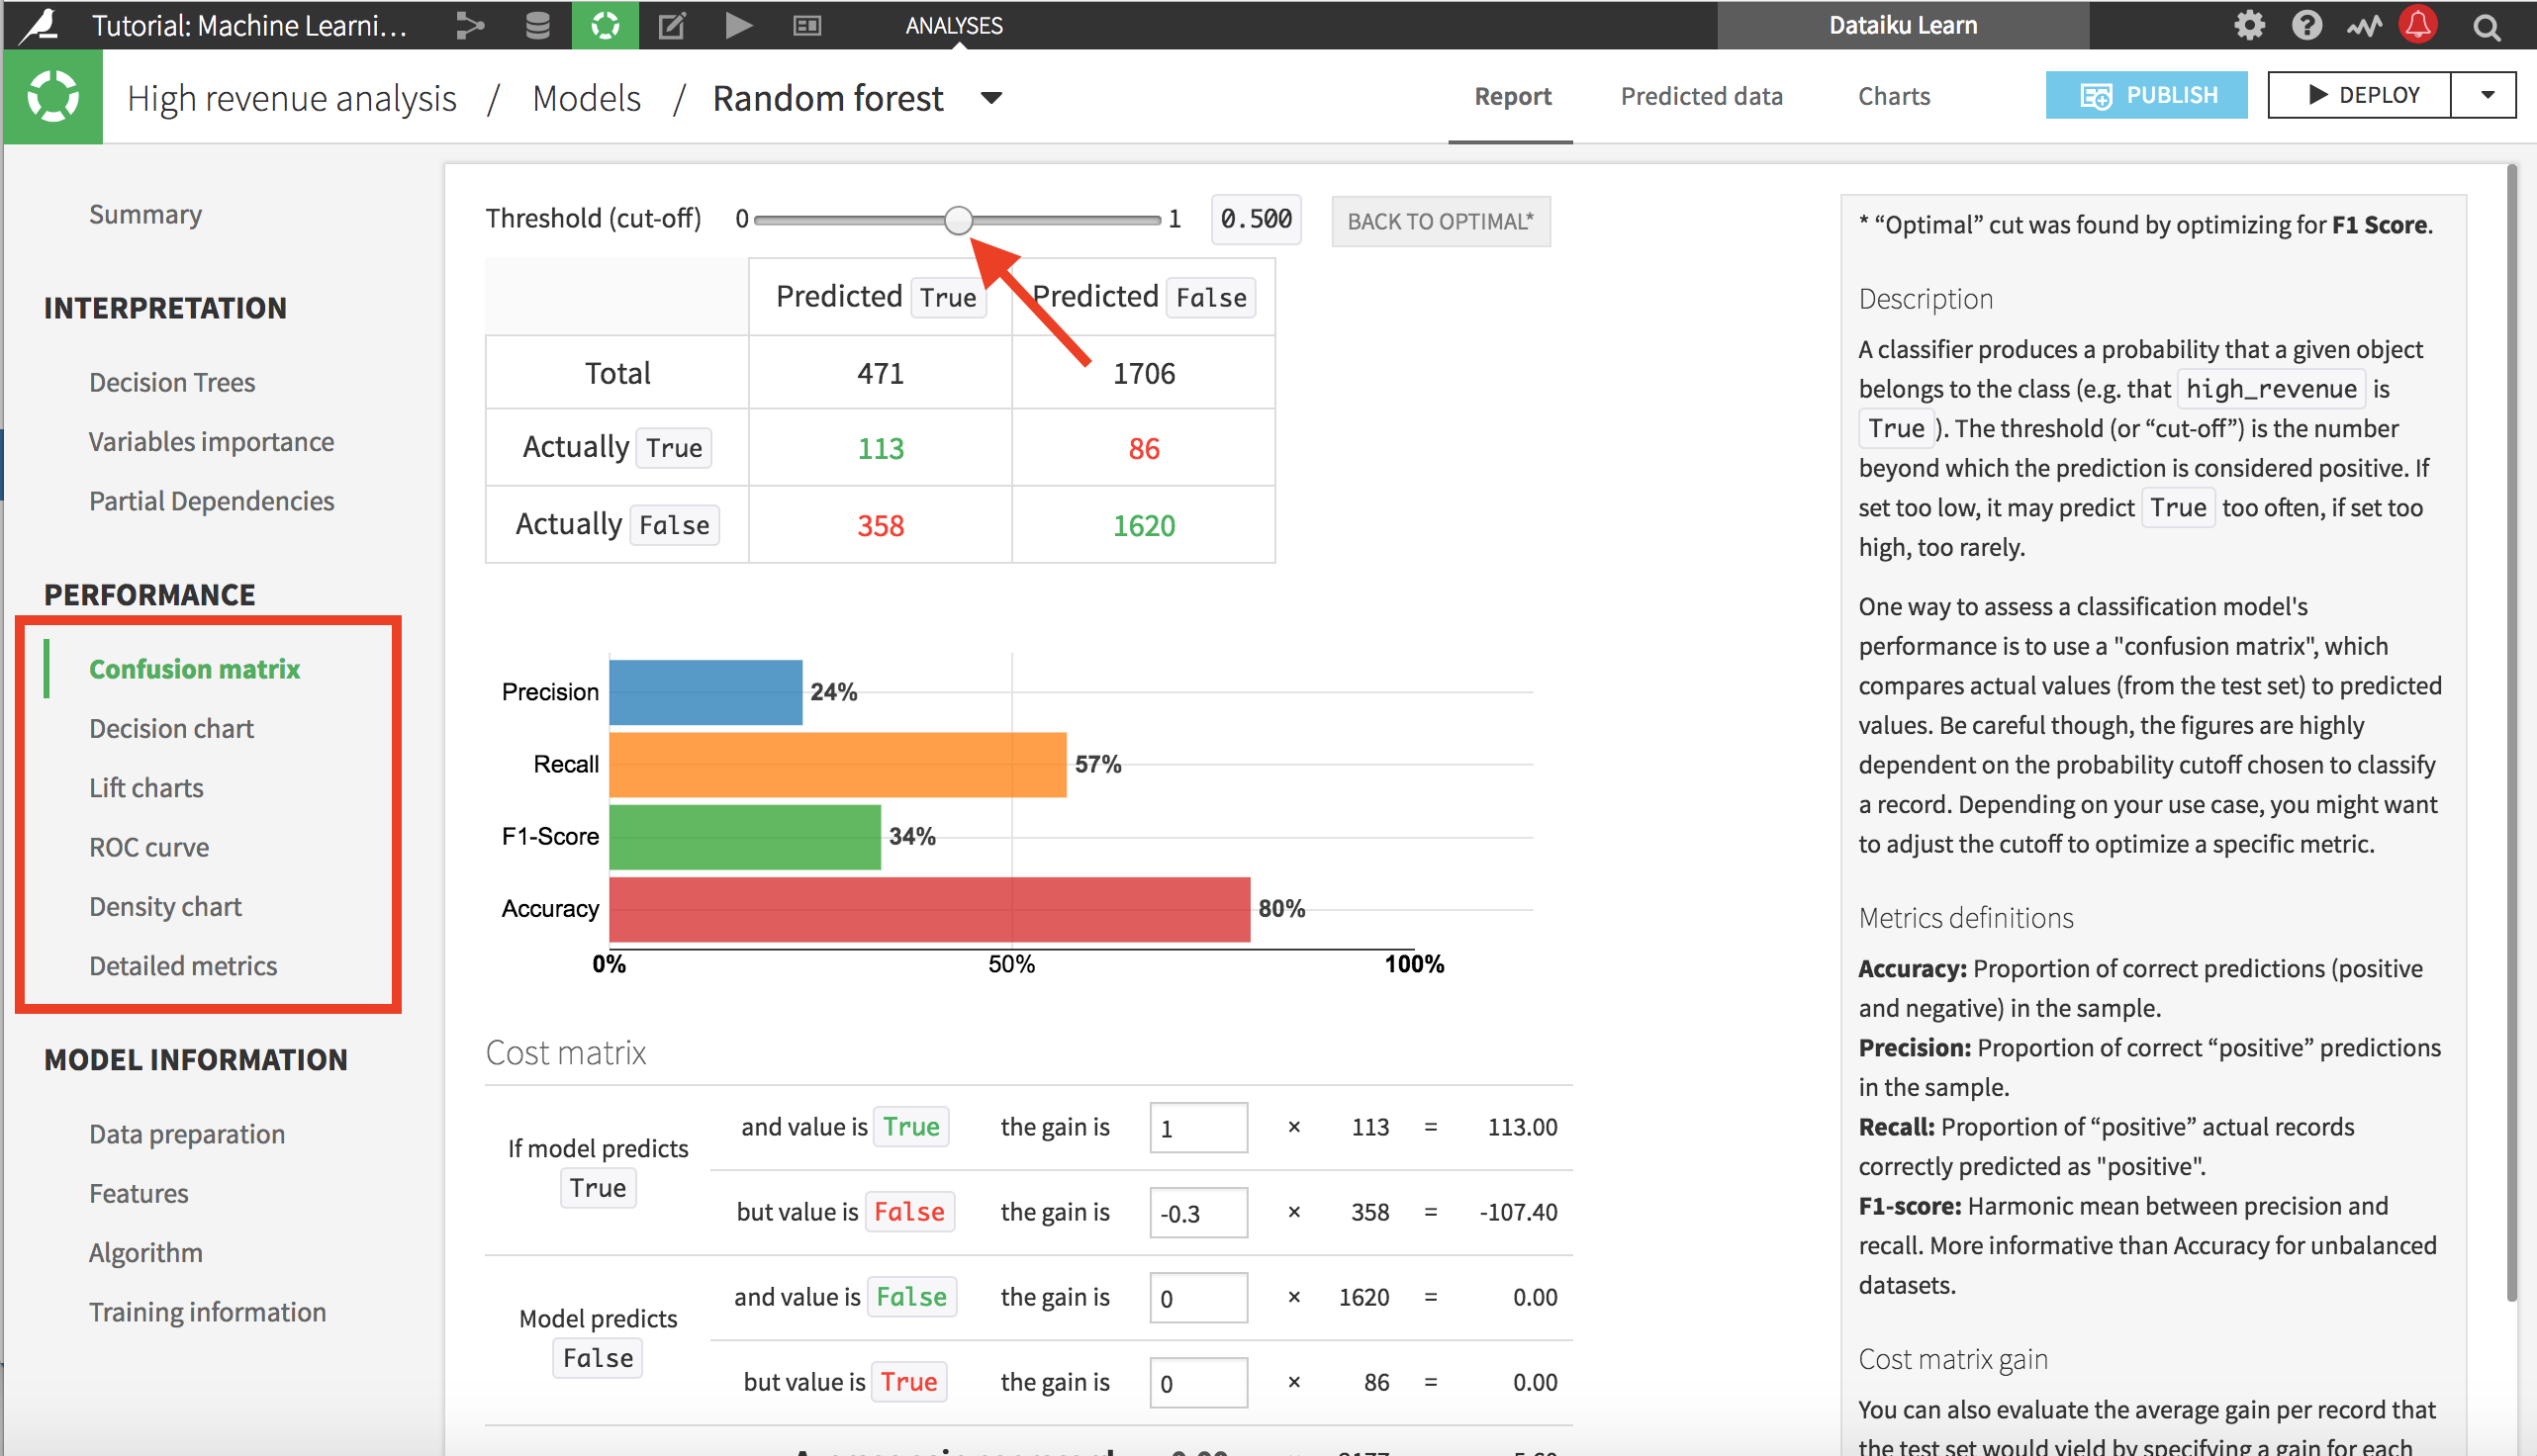 Tutorial: Machine Learni...
ANALYSES
Dataiku Learn
High revenue analysis / Models / Random forest
Report
Predicted data
Charts
PUBLISH
DEPLOY
Summary
INTERPRETATION
Decision Trees
Variables importance
Partial Dependencies
PERFORMANCE
Confusion matrix
Decision chart
Lift charts
ROC curve
Density chart
Detailed metrics
MODEL INFORMATION
Data preparation
Features
Algorithm
Training information
Threshold (cut-off) 0 1 0.500 BACK TO OPTIMAL*
Predicted True Predicted False
Total 471 1706
Actually True 113 86
Actually False 358 1620
Precision 24%
Recall 57%
F1-Score 34%
Accuracy 80%
0% 50% 100%
Cost matrix
If model predicts
True
and value is True the gain is 1 × 113 = 113.00
but value is False the gain is -0.3 × 358 = -107.40
Model predicts
False
and value is False the gain is 0 × 1620 = 0.00
but value is True the gain is 0 × 86 = 0.00
* “Optimal” cut was found by optimizing for F1 Score.
Description
A classifier produces a probability that a given object
belongs to the class (e.g. that high_revenue is
True ). The threshold (or “cut-off”) is the number
beyond which the prediction is considered positive. If
set too low, it may predict True too often, if set too
high, too rarely.
One way to assess a classification model's
performance is to use a "confusion matrix", which
compares actual values (from the test set) to predicted
values. Be careful though, the figures are highly
dependent on the probability cutoff chosen to classify
a record. Depending on your use case, you might want
to adjust the cutoff to optimize a specific metric.
Metrics definitions
Accuracy: Proportion of correct predictions (positive
and negative) in the sample.
Precision: Proportion of correct “positive” predictions
in the sample.
Recall: Proportion of “positive” actual records
correctly predicted as "positive".
F1-score: Harmonic mean between precision and
recall. More informative than Accuracy for unbalanced
datasets.
Cost matrix gain
You can also evaluate the average gain per record that
the test set would yield by specifying a gain for each